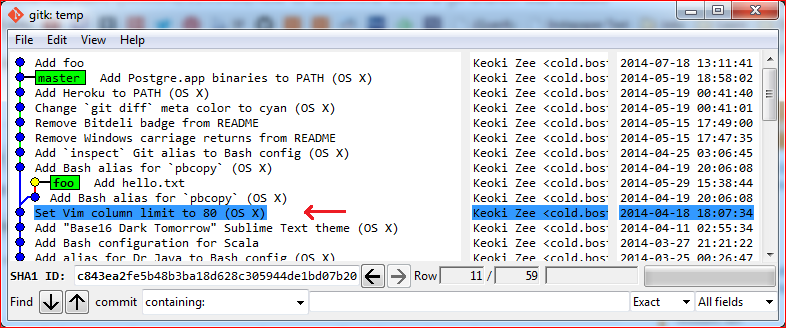 gitk: temp
File Edit View Help
Add foo Keoki Zee <cold.bos 2014-07-18 13:11:41
master Add Postgre.app binaries to PATH (OS X) Keoki Zee <cold.bos 2014-05-19 18:58:02
Add Heroku to PATH (OS X) Keoki Zee <cold.bos 2014-05-19 00:41:40
Change `git diff` meta color to cyan (OS X) Keoki Zee <cold.bos 2014-05-19 00:41:01
Remove Bitdeli badge from README Keoki Zee <cold.bos 2014-05-15 17:49:00
Remove Windows carriage returns from README Keoki Zee <cold.bos 2014-05-15 17:47:35
Add `inspect` Git alias to Bash config (OS X) Keoki Zee <cold.bos 2014-04-25 03:06:45
Add Bash alias for `pbcopy` (OS X) Keoki Zee <cold.bos 2014-04-19 20:06:08
foo Add hello.txt Keoki Zee <cold.bos 2014-05-29 15:38:44
Add Bash alias for `pbcopy` (OS X) Keoki Zee <cold.bos 2014-04-19 20:06:08
Set Vim column limit to 80 (OS X) Keoki Zee <cold.bos 2014-04-18 18:07:34
Add "Base16 Dark Tomorrow" Sublime Text theme (OS X) Keoki Zee <cold.bos 2014-04-11 02:55:34
Add Bash configuration for Scala Keoki Zee <cold.bos 2014-03-27 21:21:22
Add alias for Dr Java to Bash config (OS X) Keoki Zee <cold.bos 2014-03-25 00:26:47
SHA1 ID: c843ea2fe5b48b3ba18d628c305944de1bd07b20 Row 11 / 59
Find commit containing: Exact All fields